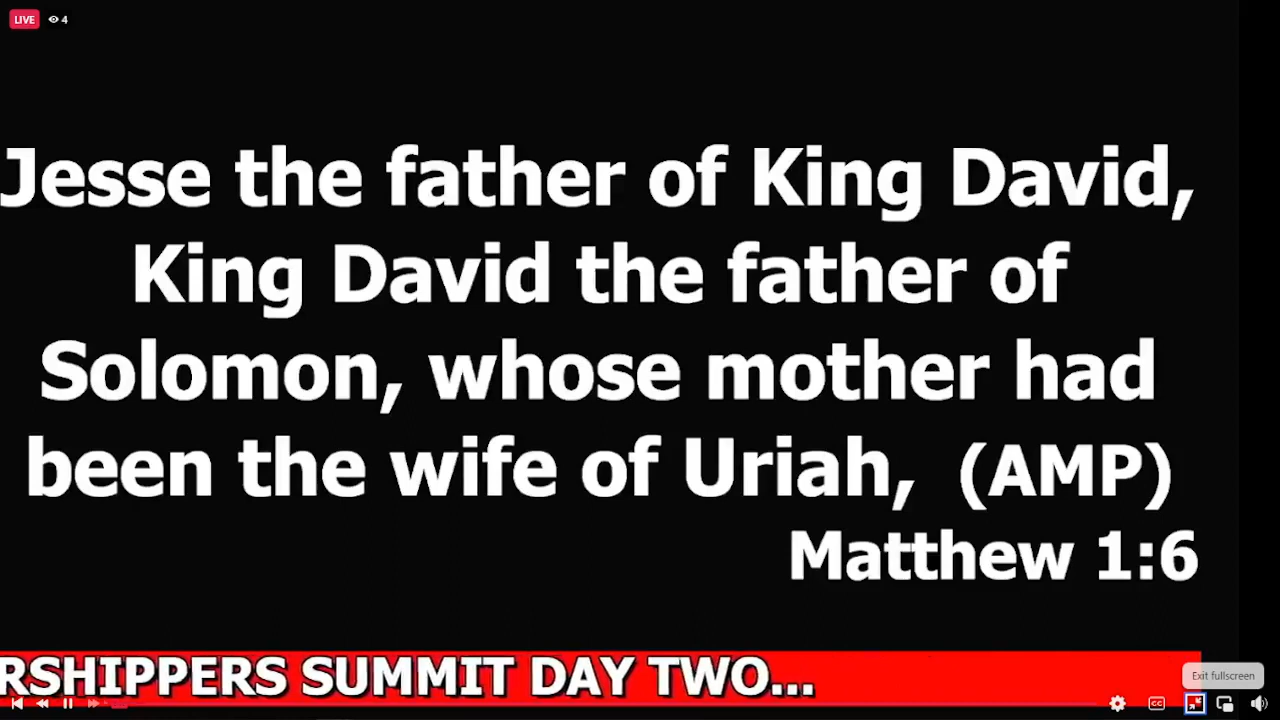 LIVE 4
Jesse the father of King David,
King David the father of
Solomon, whose mother had
been the wife of Uriah, (AMP)
Matthew 1:6
RSHIPPERS SUMMIT DAY TWO...
Exit fullscreen
CC